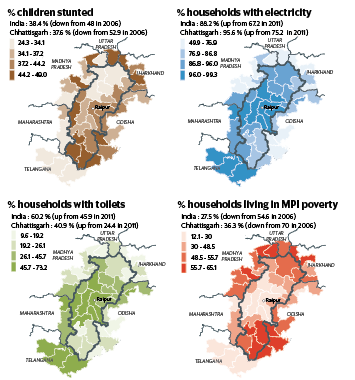 % children stunted
India : 38.4 % (down from 48 in 2006)
Chhattisgarh : 37.6 % (down from 52.9 in 2006)
24.3 - 34.1
34.1 - 37.2
37.2 - 44.2
44.2 - 49.0
UTTAR
PRADESH
MADHYA
PRADESH
JHARKHAND
Raipur
MAHARASHTRA
ODISHA
TELANGANA
% households with electricity
India : 88.2 % (up from 67.2 in 2011)
Chhattisgarh : 95.6 % (up from 75.2 in 2011)
49.9 - 76.9
76.9 - 86.8
86.8 - 96.0
96.0 - 99.3
UTTAR
PRADESH
MADHYA
PRADESH
JHARKHAND
Raipur
MAHARASHTRA
ODISHA
TELANGANA
% households with toilets
India : 60.2 % (up from 45.9 in 2011)
Chhattisgarh : 40.9 % (up from 24.4 in 2011)
9.6 - 19.2
19.2 - 26.1
26.1 - 45.7
45.7 - 73.2
UTTAR
PRADESH
MADHYA
PRADESH
JHARKHAND
Raipur
MAHARASHTRA
ODISHA
TELANGANA
% households living in MPI poverty
India : 27.5 % (down from 54.6 in 2006)
Chhattisgarh : 36.3 % (down from 70 in 2006)
12.1 - 30
30 - 48.5
48.5 - 55.7
55.7 - 65.1
UTTAR
PRADESH
MADHYA
PRADESH
JHARKHAND
Raipur
MAHARASHTRA
ODISHA
TELANGANA